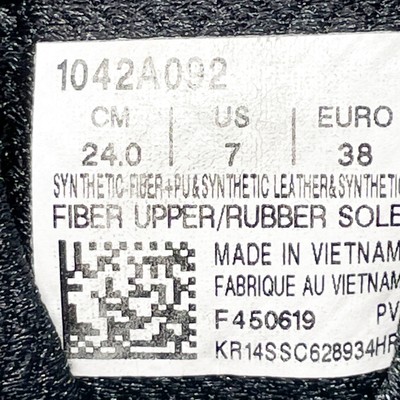 1042A092
CM | US | EURO
24.0 | 7 | 38
SYNTHETIC-FIBER+PU&SYNTHETIC LEATHER&SYNTHETIC
FIBER UPPER/RUBBER SOLE
MADE IN VIETNAM
FABRIQUE AU VIETNAM
F450619 PV
KR14SSC628934HR